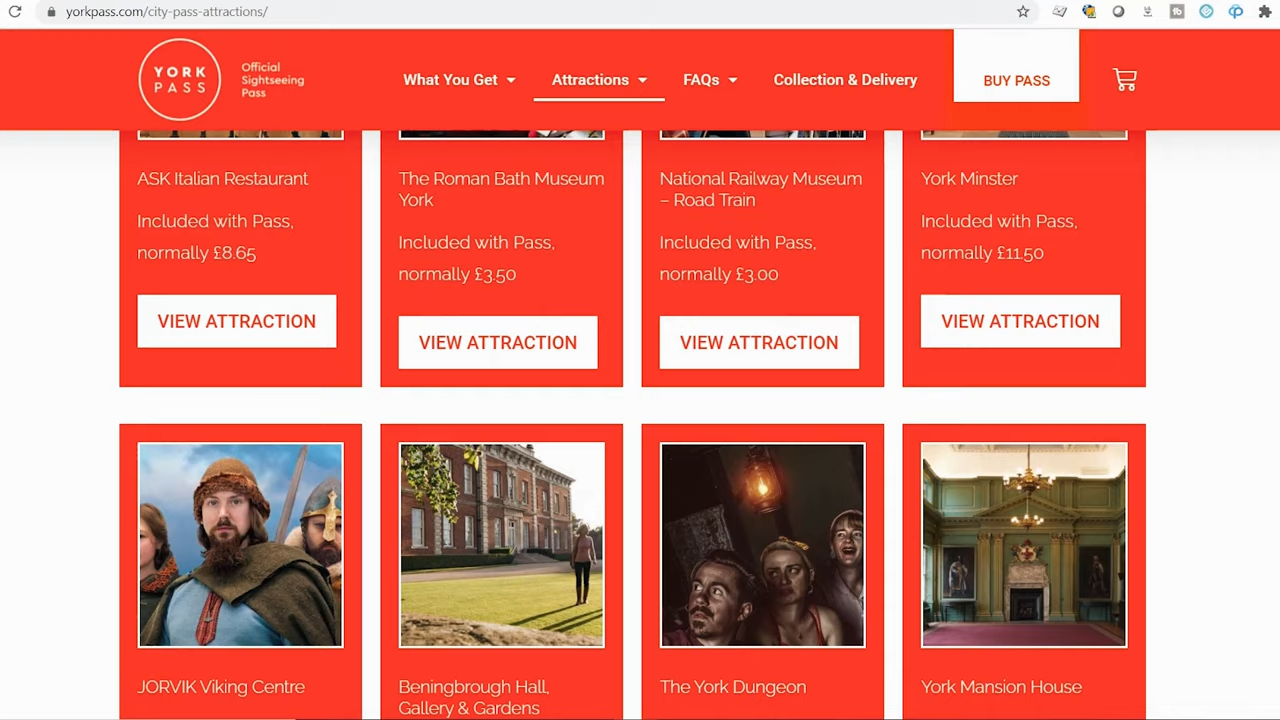 yorkpass.com/city-pass-attractions/
YORK
PASS
Official
Sightseeing
Pass
What You Get
Attractions
FAQs
Collection & Delivery
BUY PASS
ASK Italian Restaurant
Included with Pass,
normally £8.65
VIEW ATTRACTION
The Roman Bath Museum
York
Included with Pass,
normally £3.50
VIEW ATTRACTION
National Railway Museum
– Road Train
Included with Pass,
normally £3.00
VIEW ATTRACTION
York Minster
Included with Pass,
normally £11.50
VIEW ATTRACTION
JORVIK Viking Centre
Beningbrough Hall,
Gallery & Gardens
The York Dungeon
York Mansion House